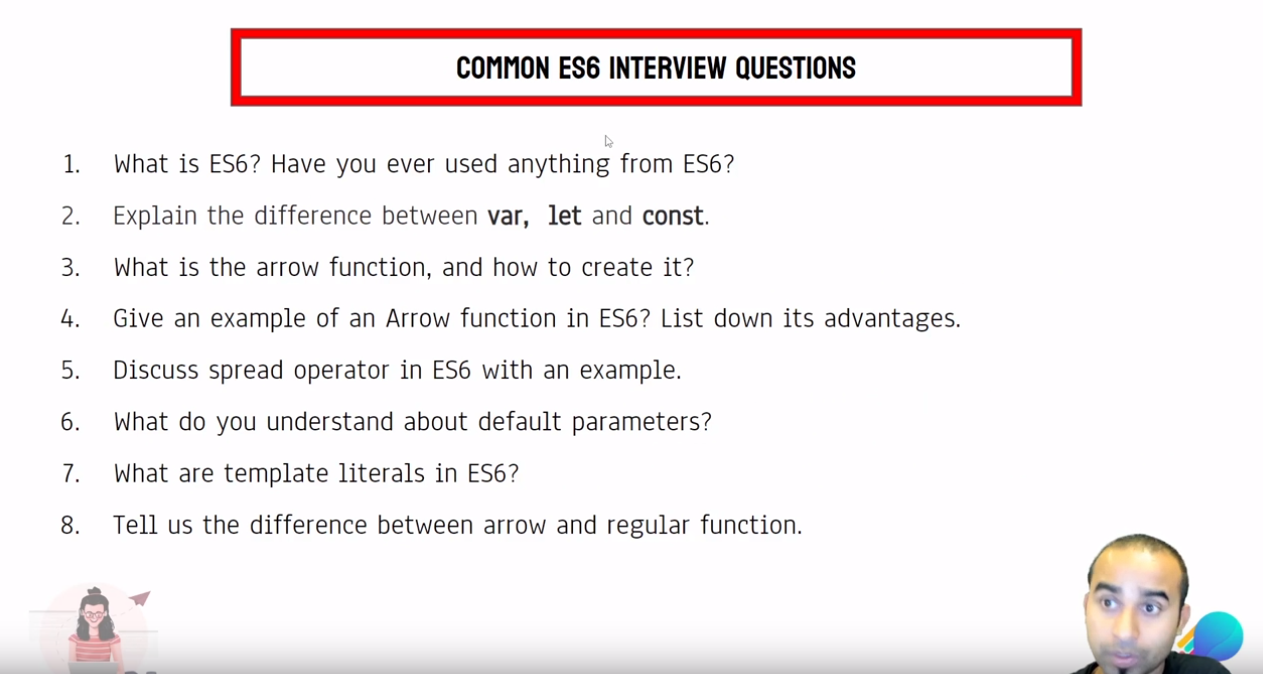 COMMON ES6 INTERVIEW QUESTIONS
1. What is ES6? Have you ever used anything from ES6?
2. Explain the difference between var, let and const.
3. What is the arrow function, and how to create it?
4. Give an example of an Arrow function in ES6? List down its advantages.
5. Discuss spread operator in ES6 with an example.
6. What do you understand about default parameters?
7. What are template literals in ES6?
8. Tell us the difference between arrow and regular function.